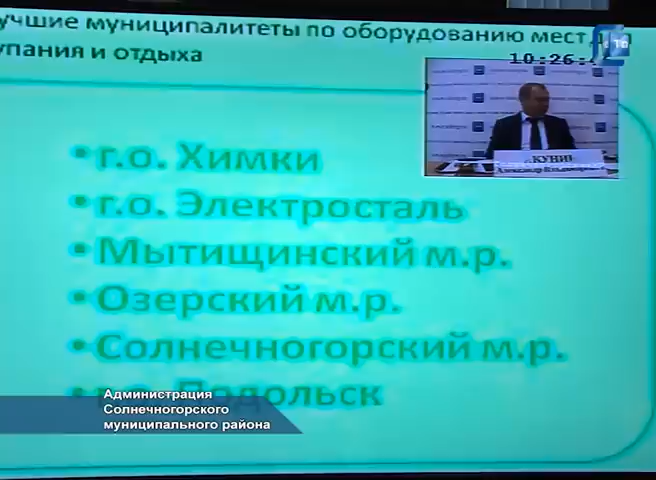 учшие муниципалитеты по оборудованию мест
упания и отдыха
10:26:
•г.о. Химки
•г.о. Электросталь
•Мытищинский м.р.
•Озерский м.р.
•Солнечногорский м.р.
Подольск
Администрация
Солнечногорского
муниципального района